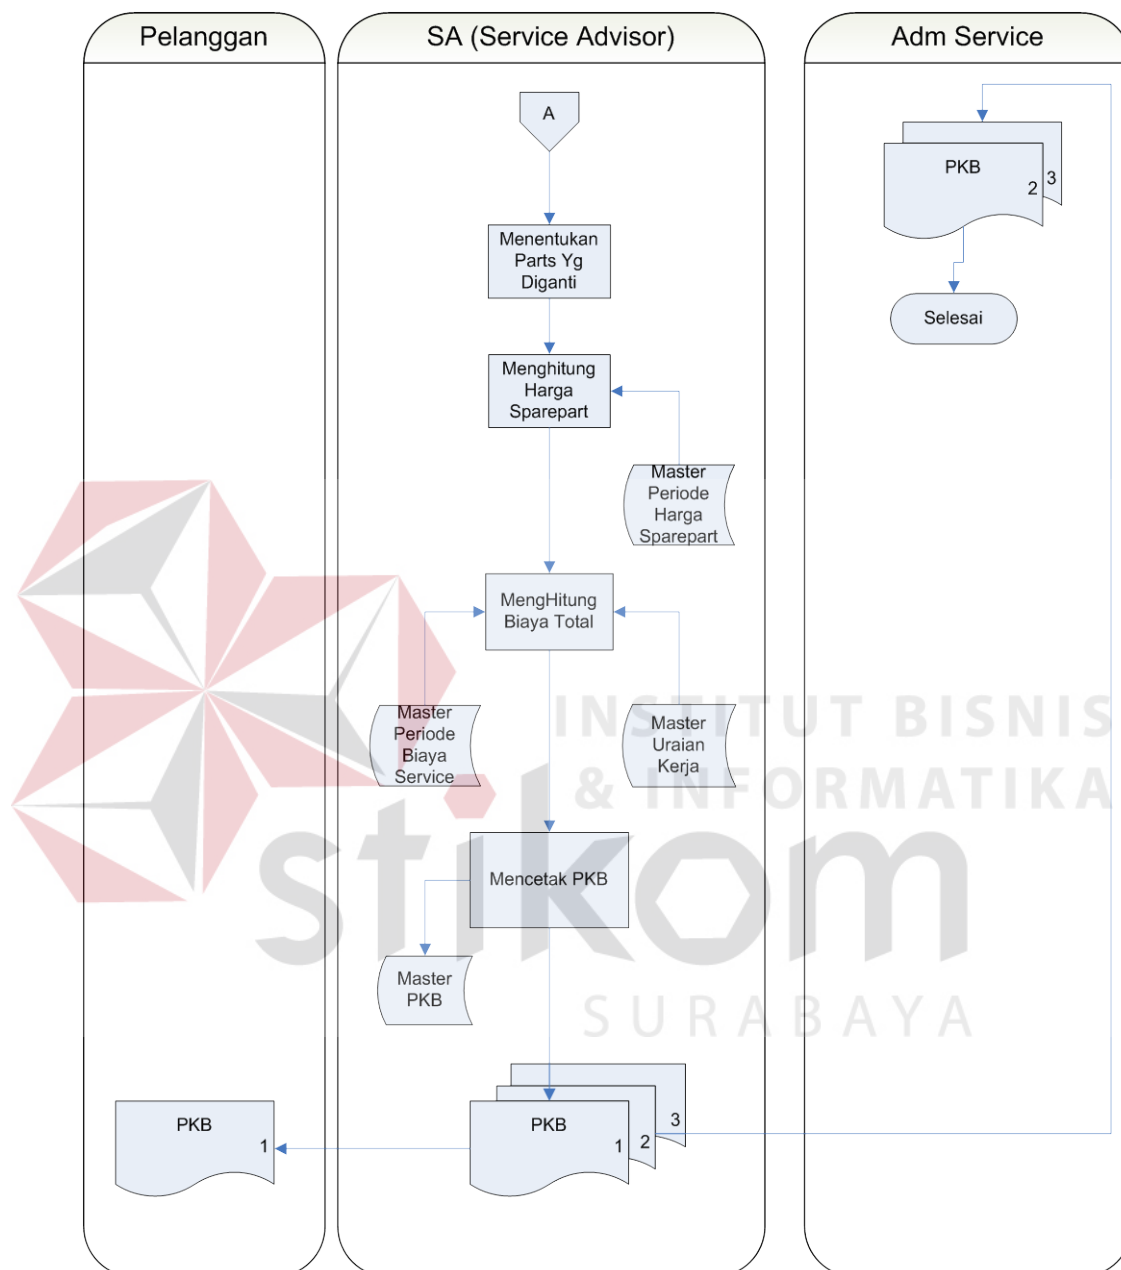 Pelanggan
SA (Service Advisor)
Adm Service
A
PKB
2
3
Menentukan
Parts Yg
Diganti
Selesai
Menghitung
Harga
Sparepart
Master
Periode
Harga
Sparepart
MengHitung
Biaya Total
Master
Periode
Biaya
Service
Master
Uraian
Kerja
INSTITUT BISNIS
& INFORMATIKA
stikom
SURABAYA
Mencetak PKB
Master
PKB
PKB
1
PKB
1
2
3